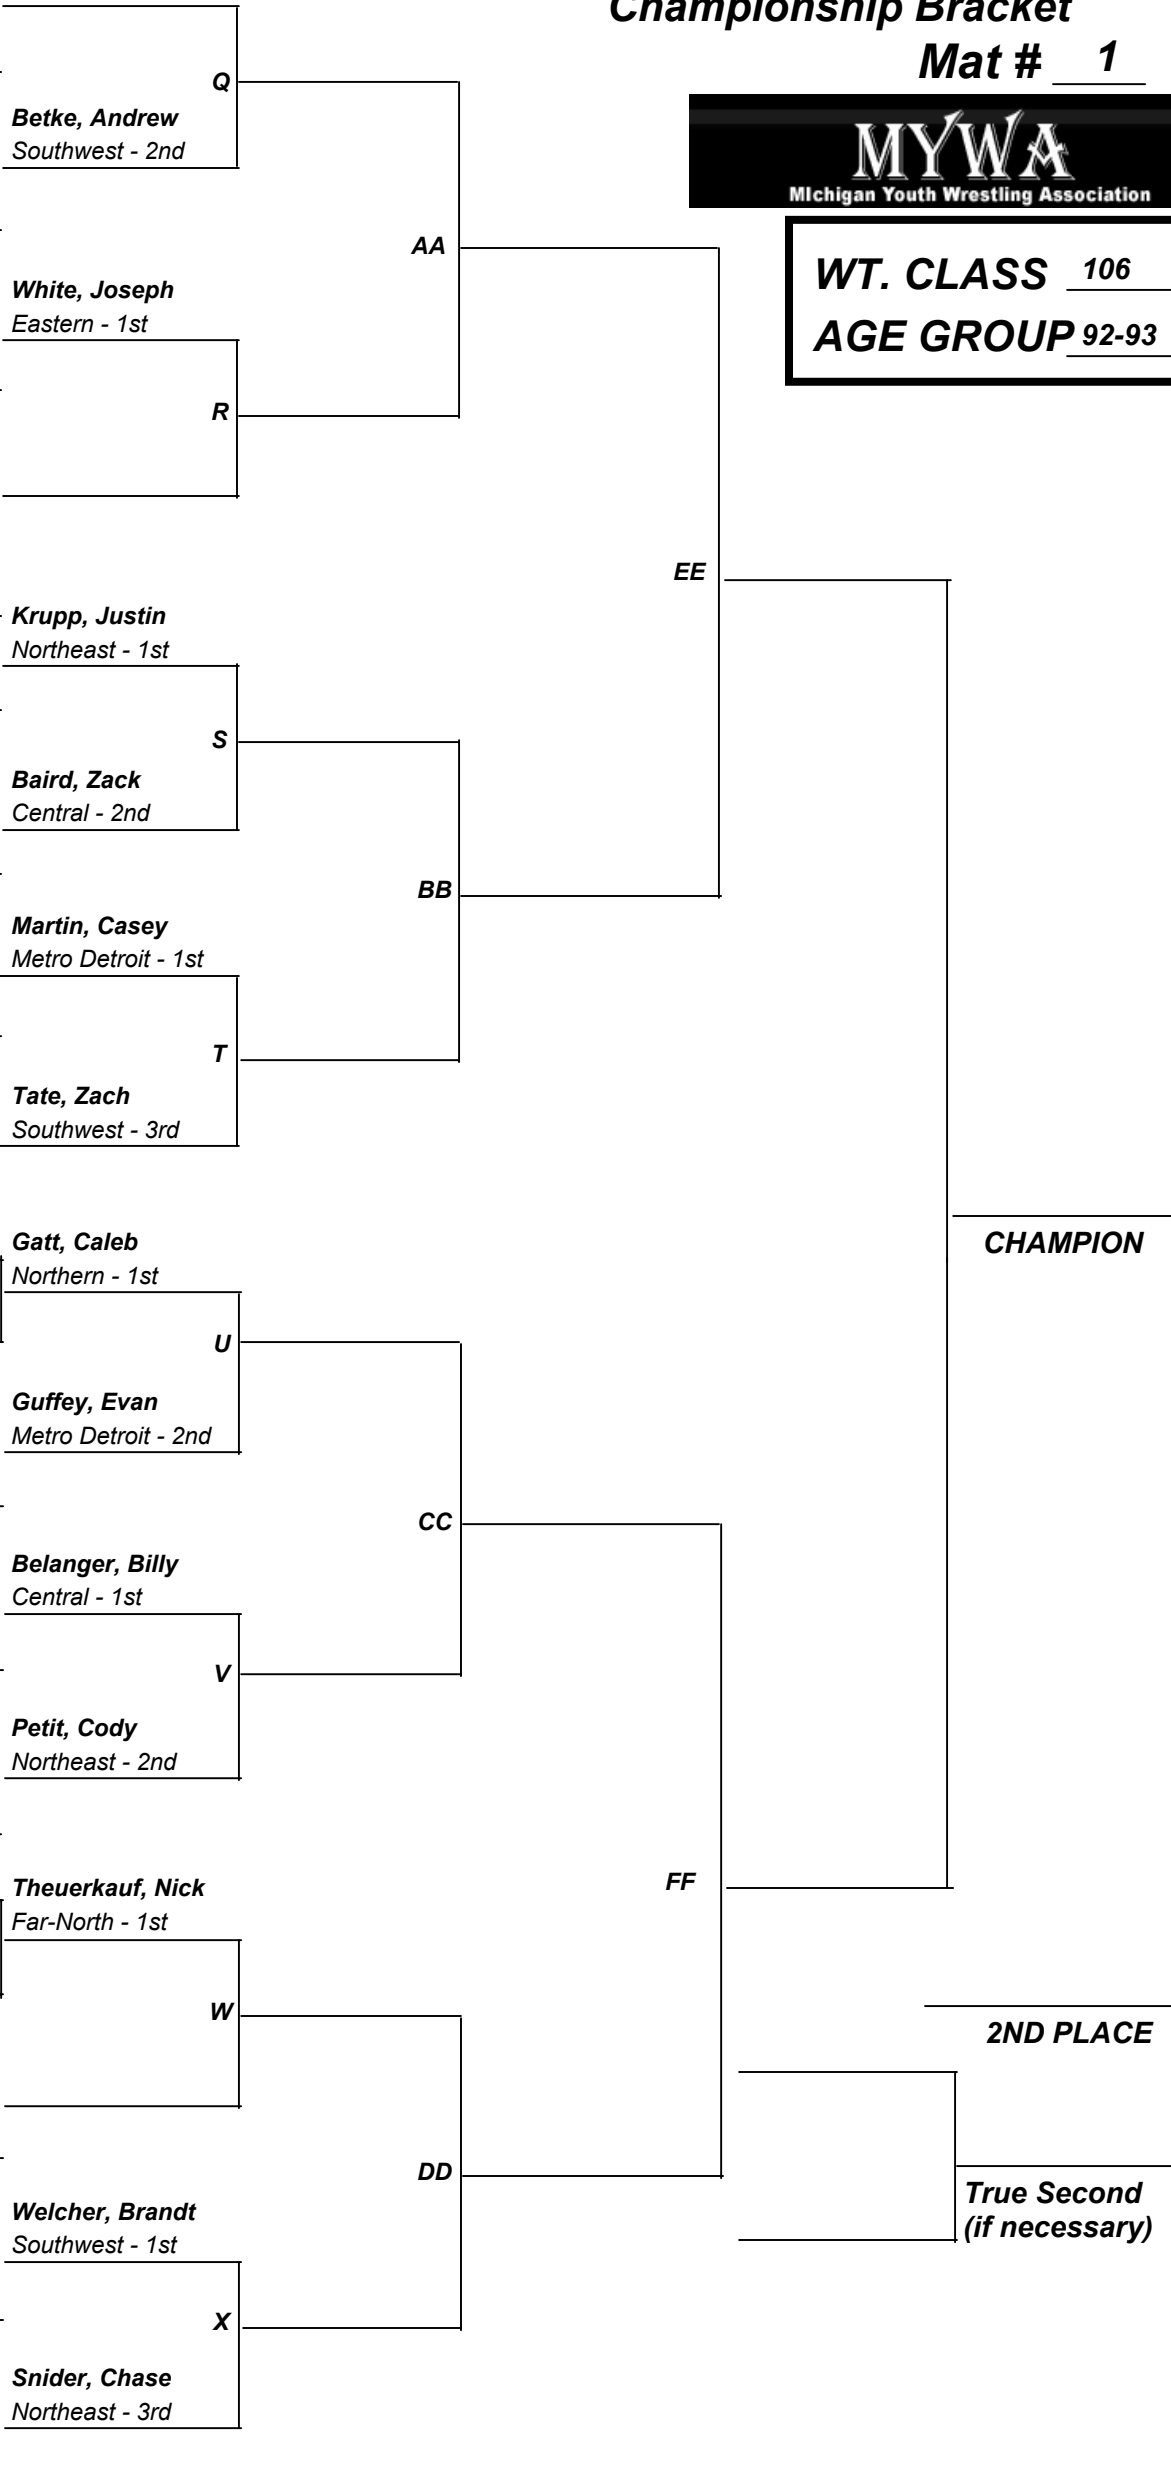 Championship Bracket
Mat # 1
MYWA
MIchigan Youth Wrestling Association
WT. CLASS 106
AGE GROUP 92-93
Q
Betke, Andrew
Southwest - 2nd
AA
White, Joseph
Eastern - 1st
R
EE
Krupp, Justin
Northeast - 1st
S
Baird, Zack
Central - 2nd
BB
Martin, Casey
Metro Detroit - 1st
T
Tate, Zach
Southwest - 3rd
CHAMPION
Gatt, Caleb
Northern - 1st
U
Guffey, Evan
Metro Detroit - 2nd
CC
Belanger, Billy
Central - 1st
V
Petit, Cody
Northeast - 2nd
FF
Theuerkauf, Nick
Far-North - 1st
W
2ND PLACE
DD
True Second
(if necessary)
Welcher, Brandt
Southwest - 1st
X
Snider, Chase
Northeast - 3rd